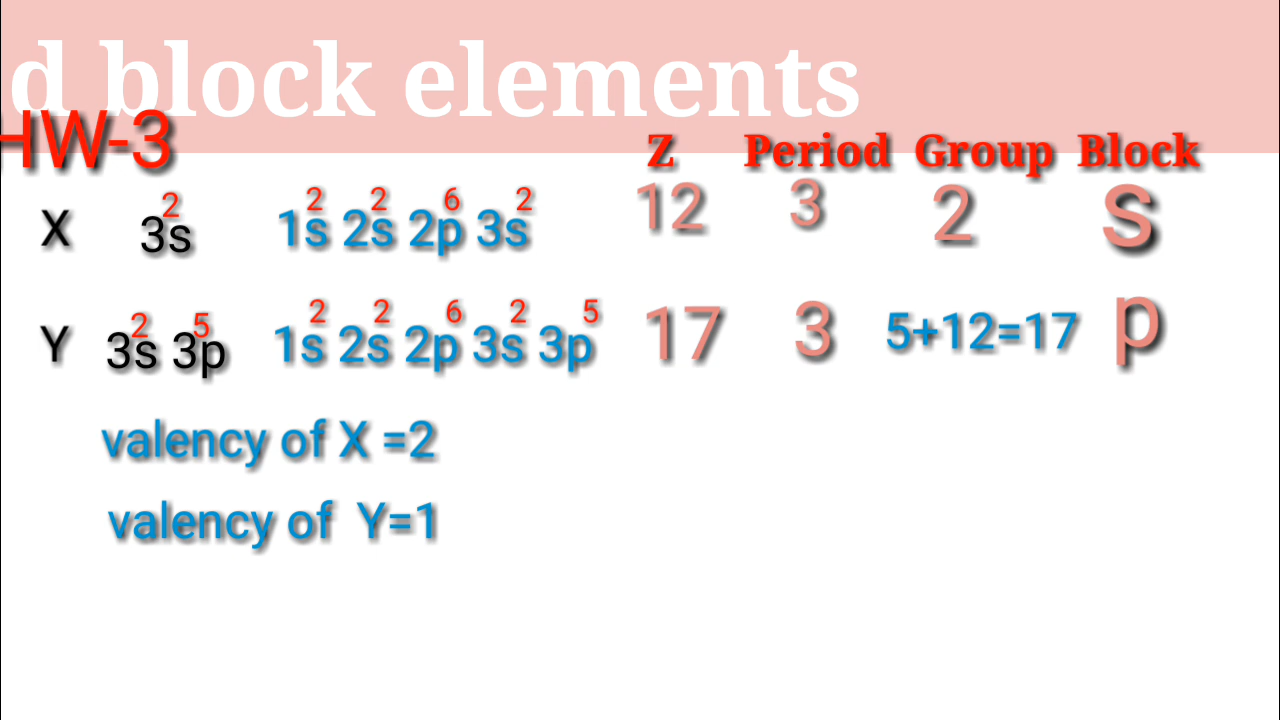 d block elements
HW-3
Z Period Group Block
X 3s² 1s² 2s² 2p⁶ 3s² 12 3 2 s
Y 3s² 3p⁵ 1s² 2s² 2p⁶ 3s² 3p⁵ 17 3 5+12=17 p
valency of X =2
valency of Y=1